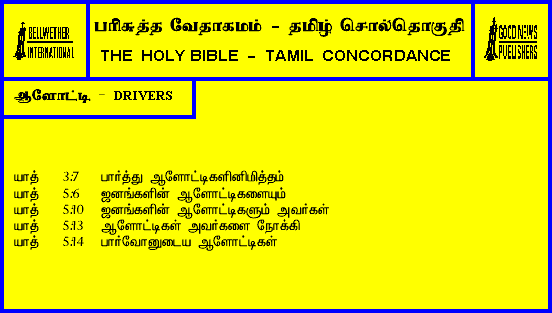 BELLWETHER
INTERNATIONAL
பரிசுத்த வேதாகமம் - தமிழ் சொல்தொகுதி
THE HOLY BIBLE - TAMIL CONCORDANCE
GOOD NEWS
PUBLISHERS
ஆளோட்டி - DRIVERS
யாத் 3:7 பார்த்து ஆளோட்டிகளினிமித்தம்
யாத் 5:6 ஜனங்களின் ஆளோட்டிகளையும்
யாத் 5:10 ஜனங்களின் ஆளோட்டிகளும் அவர்கள்
யாத் 5:13 ஆளோட்டிகள் அவர்களை நோக்கி
யாத் 5:14 பார்வோனுடைய ஆளோட்டிகள்